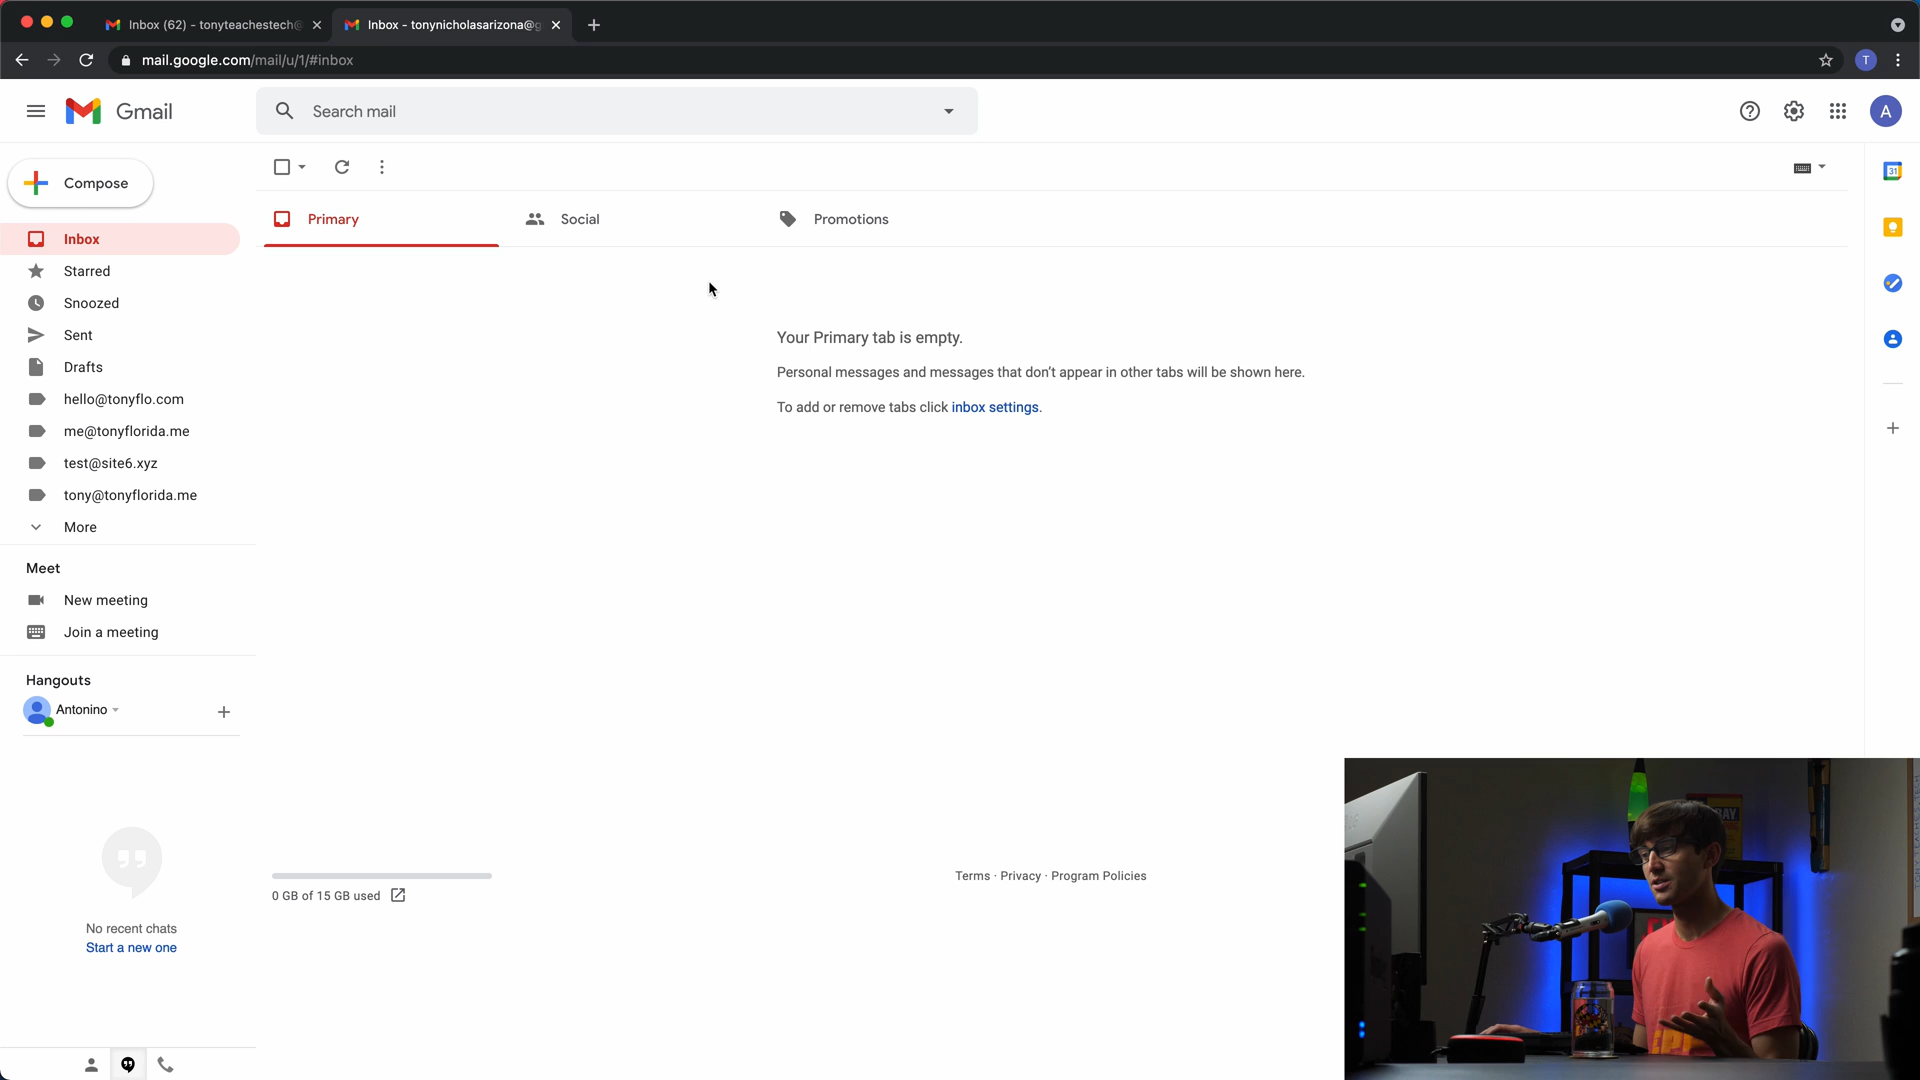 Inbox (62) - tonyteachestech@
Inbox - tonynicholasarizona@g
mail.google.com/mail/u/1/#inbox
T
Gmail
Search mail
A
Compose
31
Primary
Social
Promotions
Inbox
Starred
Snoozed
Sent
Drafts
hello@tonyflo.com
me@tonyflorida.me
test@site6.xyz
tony@tonyflorida.me
More
Your Primary tab is empty.
Personal messages and messages that don't appear in other tabs will be shown here.
To add or remove tabs click inbox settings.
Meet
New meeting
Join a meeting
Hangouts
Antonino
No recent chats
Start a new one
0 GB of 15 GB used
Terms · Privacy · Program Policies